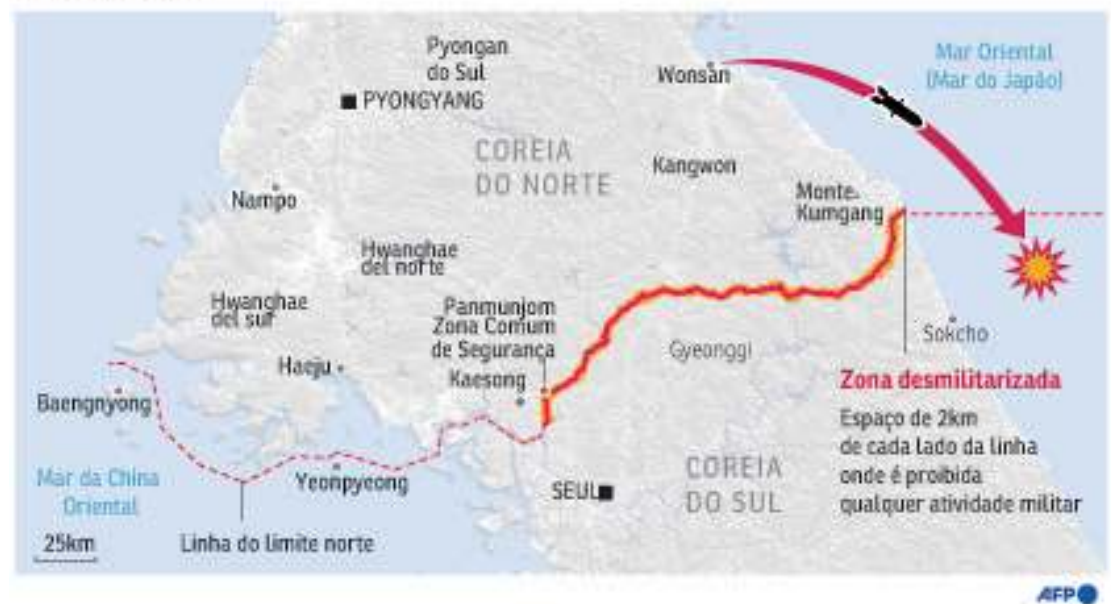 Pyongan
do Sul
PYONGYANG
Wonsan
Mar Oriental
(Mar do Japão)
COREIA
DO NORTE
Kangwon
Monte
Kumgang
Nampo
Hwanghae
del norte
Hwanghae
del sur
Panmunjom
Zona Comum
de Segurança
Haeju
Kaesong
Gyeonggi
Sokcho
Baengnyong
Zona desmilitarizada
Espaço de 2km
de cada lado da linha
onde é proibida
qualquer atividade militar
Mar da China
Oriental
Yeonpyeong
SEUL
COREIA
DO SUL
25km
Linha do limite norte
AFP